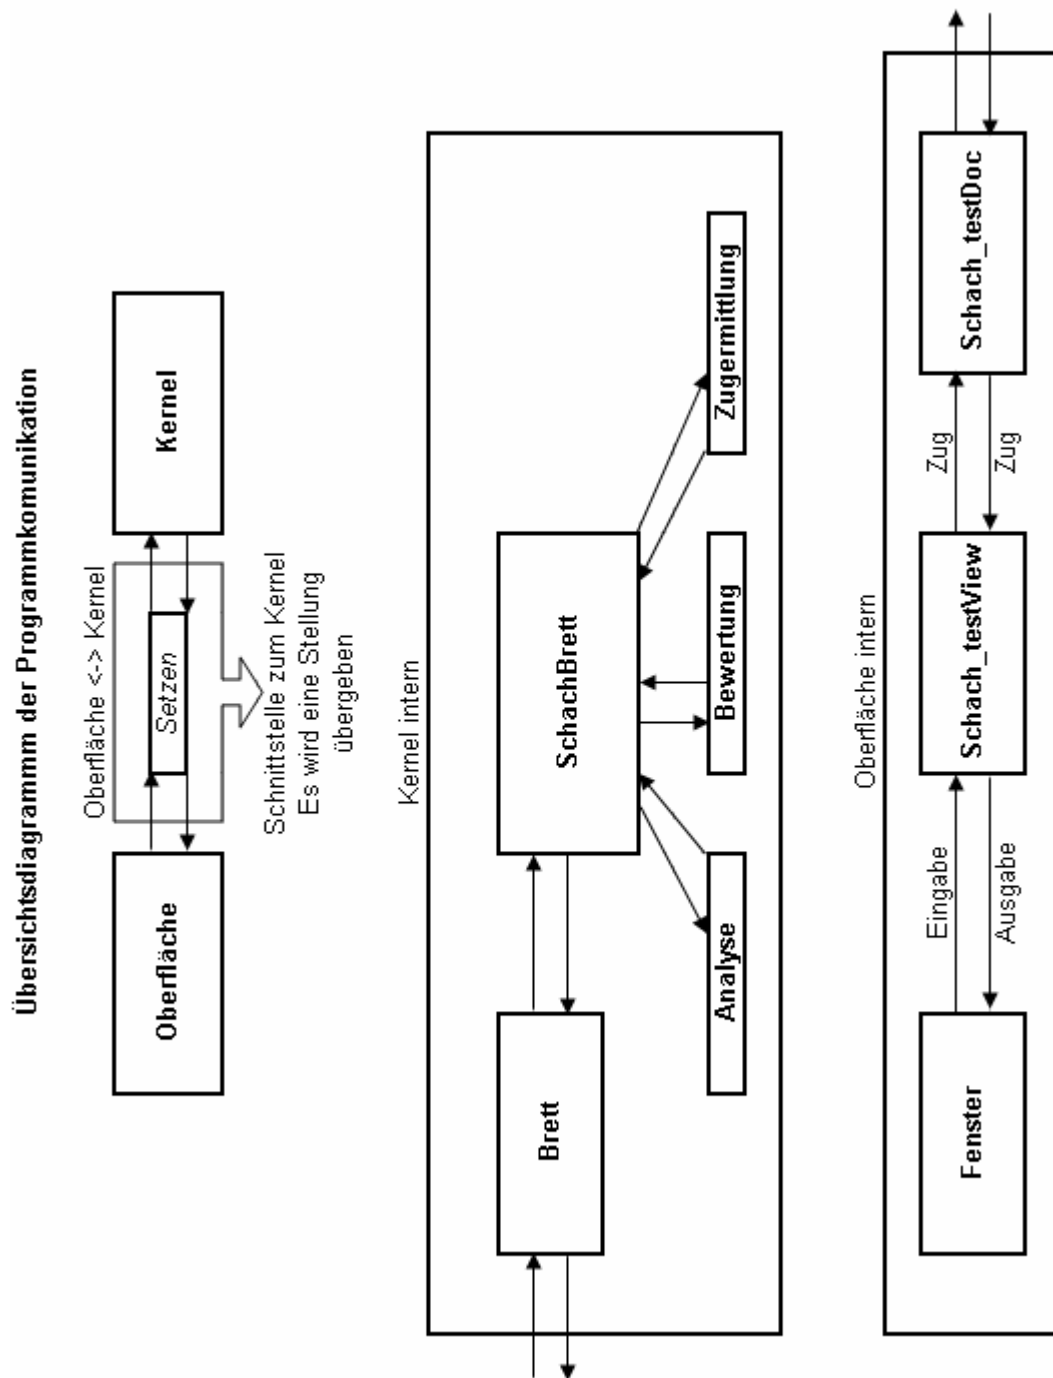 Übersichtsdiagrammm der Programmkomunikation
Oberfläche <-> Kernel
Oberfläche
Setzen
Kernel
Schnittstelle zum Kernel
Es wird eine Stellung
übergeben
Kernel intern
Brett
SchachBrett
Analyse
Bewertung
Zugermittlung
Oberfläche intern
Eingabe
Zug
Fenster
Schach_testView
Schach_testDoc
Ausgabe
Zug